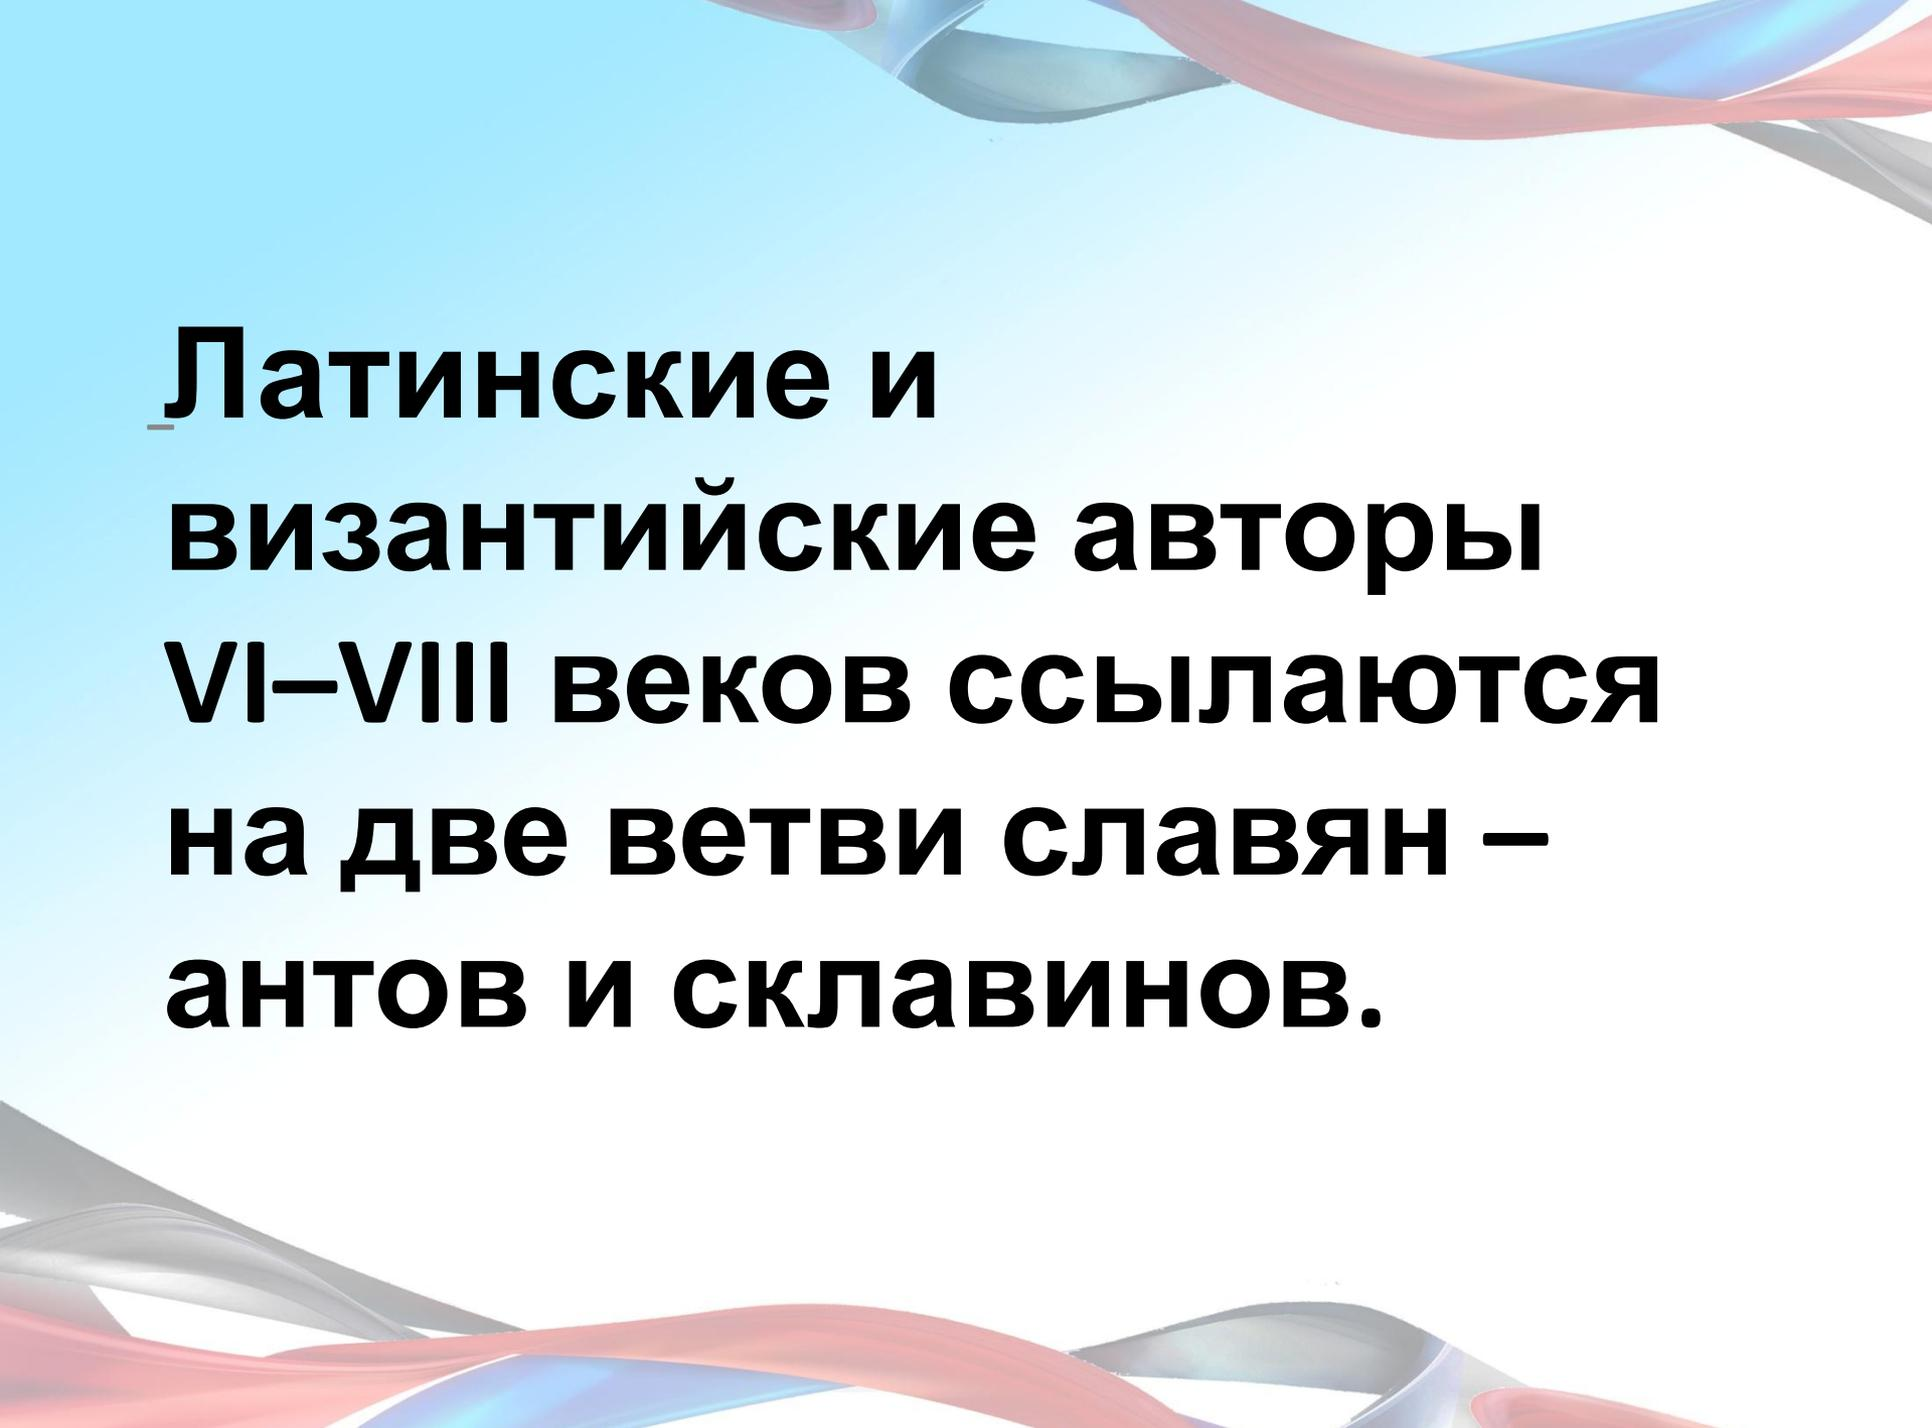 Латинские и
византийские авторы
VI–VIII веков ссылаются
на две ветви славян –
антов и склавинов.